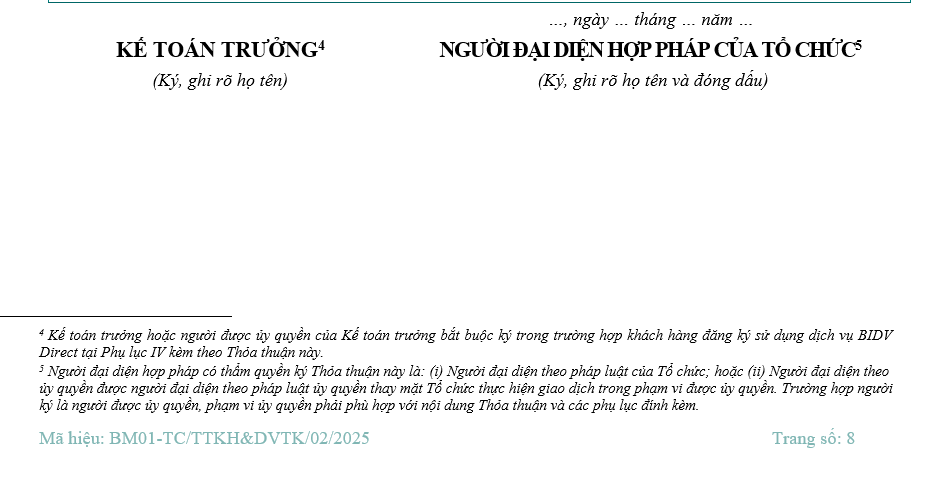 ..., ngày ... tháng ... năm ...
KẾ TOÁN TRƯỞNG⁴ NGƯỜI ĐẠI DIỆN HỢP PHÁP CỦA TỔ CHỨC⁵
(Ký, ghi rõ họ tên) (Ký, ghi rõ họ tên và đóng dấu)
⁴ Kế toán trưởng hoặc người được ủy quyền của Kế toán trưởng bắt buộc ký trong trường hợp khách hàng đăng ký sử dụng dịch vụ BIDV
Direct tại Phụ lục IV kèm theo Thỏa thuận này.
⁵ Người đại diện hợp pháp có thẩm quyền ký Thỏa thuận này là: (i) Người đại diện theo pháp luật của Tổ chức; hoặc (ii) Người đại diện theo
ủy quyền được người đại diện theo pháp luật ủy quyền thay mặt Tổ chức thực hiện giao dịch trong phạm vi được ủy quyền. Trường hợp người
ký là người được ủy quyền, phạm vi ủy quyền phải phù hợp với nội dung Thỏa thuận và các phụ lục đính kèm.
Mã hiệu: BM01-TC/TTKH&DVTK/02/2025 Trang số: 8